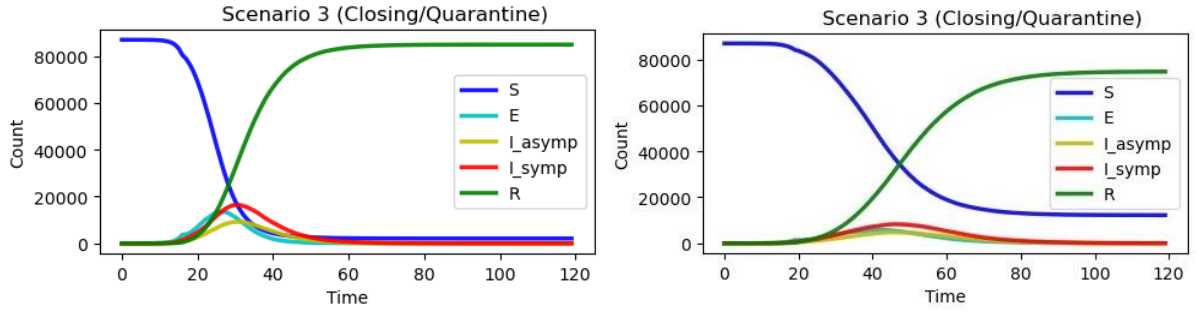 Scenario 3 (Closing/Quarantine)
80000
60000
40000
20000
0
Count
S
E
I_asymp
I_symp
R
0 20 40 60 80 100 120
Time
Scenario 3 (Closing/Quarantine)
80000
60000
40000
20000
0
Count
S
E
I_asymp
I_symp
R
0 20 40 60 80 100 120
Time